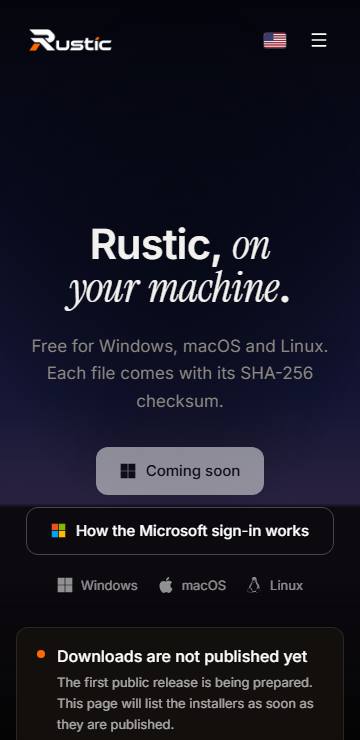 Rustic
Rustic, on
your machine.
Free for Windows, macOS and Linux.
Each file comes with its SHA-256
checksum.
Coming soon
How the Microsoft sign-in works
Windows macOS Linux
Downloads are not published yet
The first public release is being prepared.
This page will list the installers as soon as
they are published.